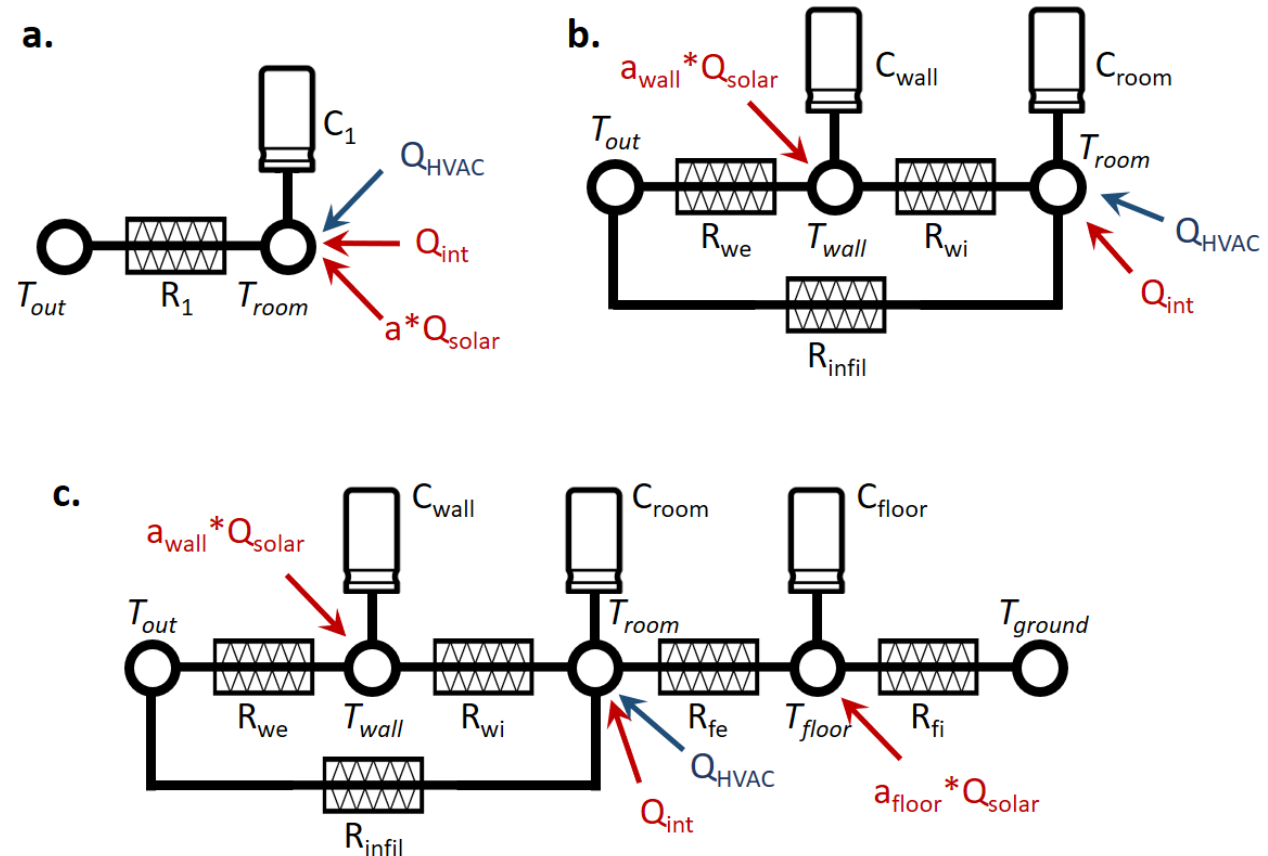 a.
C1
QHVAC
Qint
a*Qsolar
Tout
R1
Troom
b.
awall*Qsolar
Cwall
Croom
Tout
Troom
Rwe
Twall
Rwi
QHVAC
Qint
Rinfil
c.
awall*Qsolar
Cwall
Croom
Cfloor
Tout
Troom
Tground
Rwe
Twall
Rwi
Rfe
Tfloor
Rfi
QHVAC
Qint
afloor*Qsolar
Rinfil